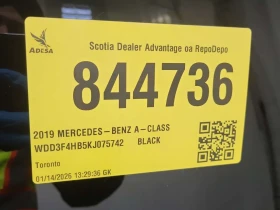 ADESA
Scotia Dealer Advantage oa RepoDepo
844736
2019 MERCEDES-BENZ A-CLASS
WDD3F4HB5KJ075742 BLACK
Toronto
01/14/2026 13:29:36 GK